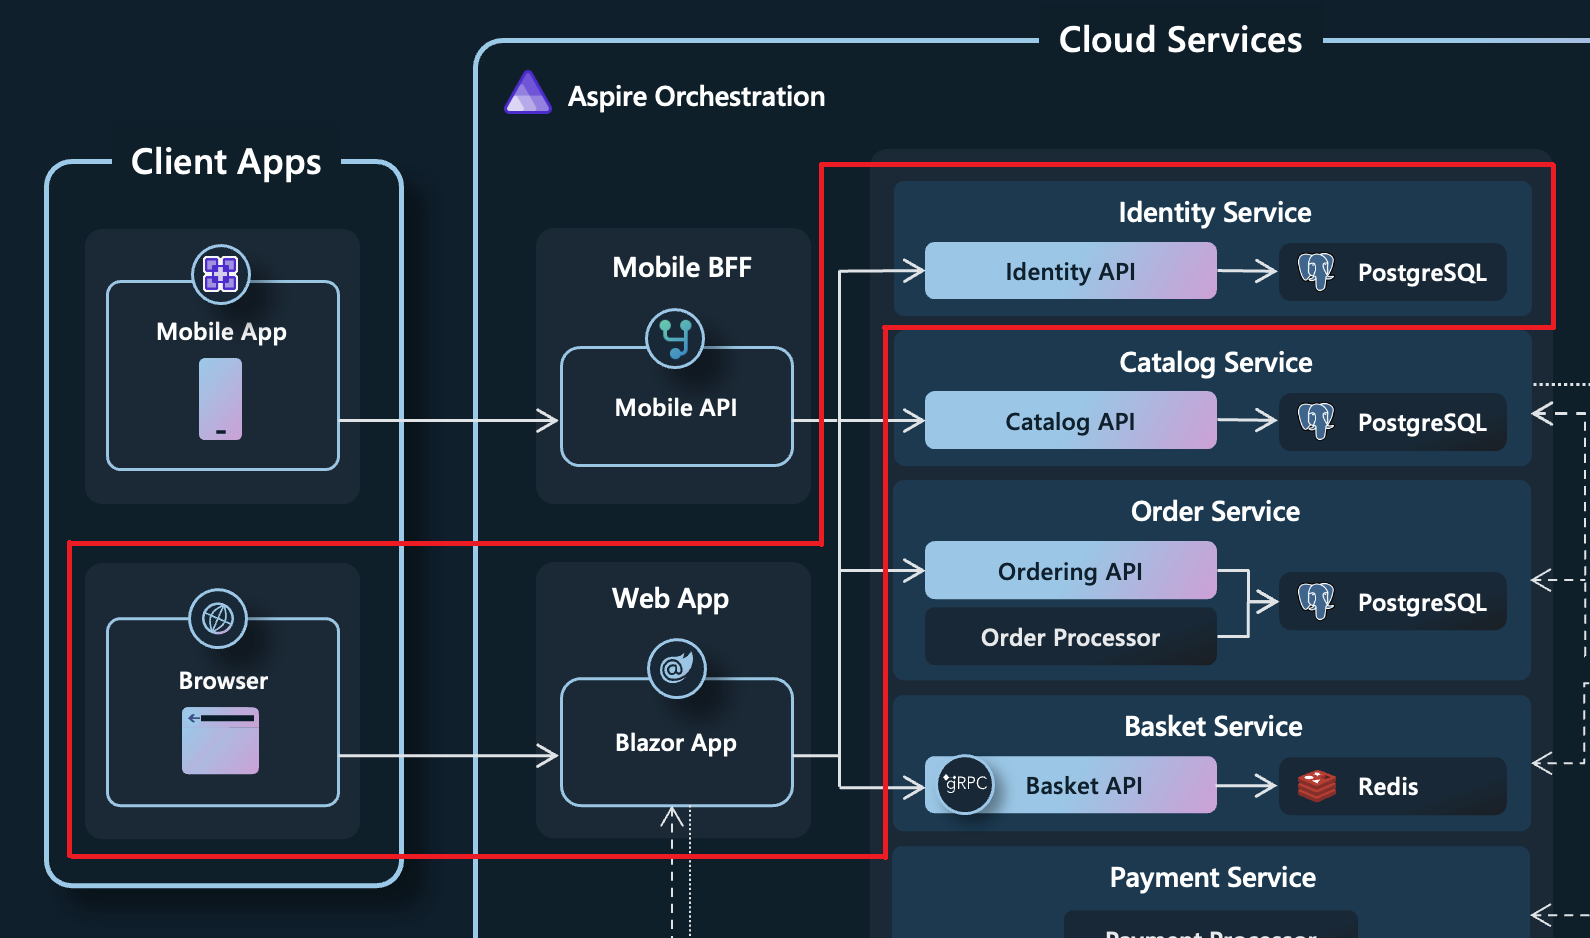 Cloud Services
Aspire Orchestration
Client Apps
Mobile App
Browser
Mobile BFF
Mobile API
Web App
Blazor App
Identity Service
Identity API
PostgreSQL
Catalog Service
Catalog API
PostgreSQL
Order Service
Ordering API
Order Processor
PostgreSQL
Basket Service
gRPC
Basket API
Redis
Payment Service
Payment Processor